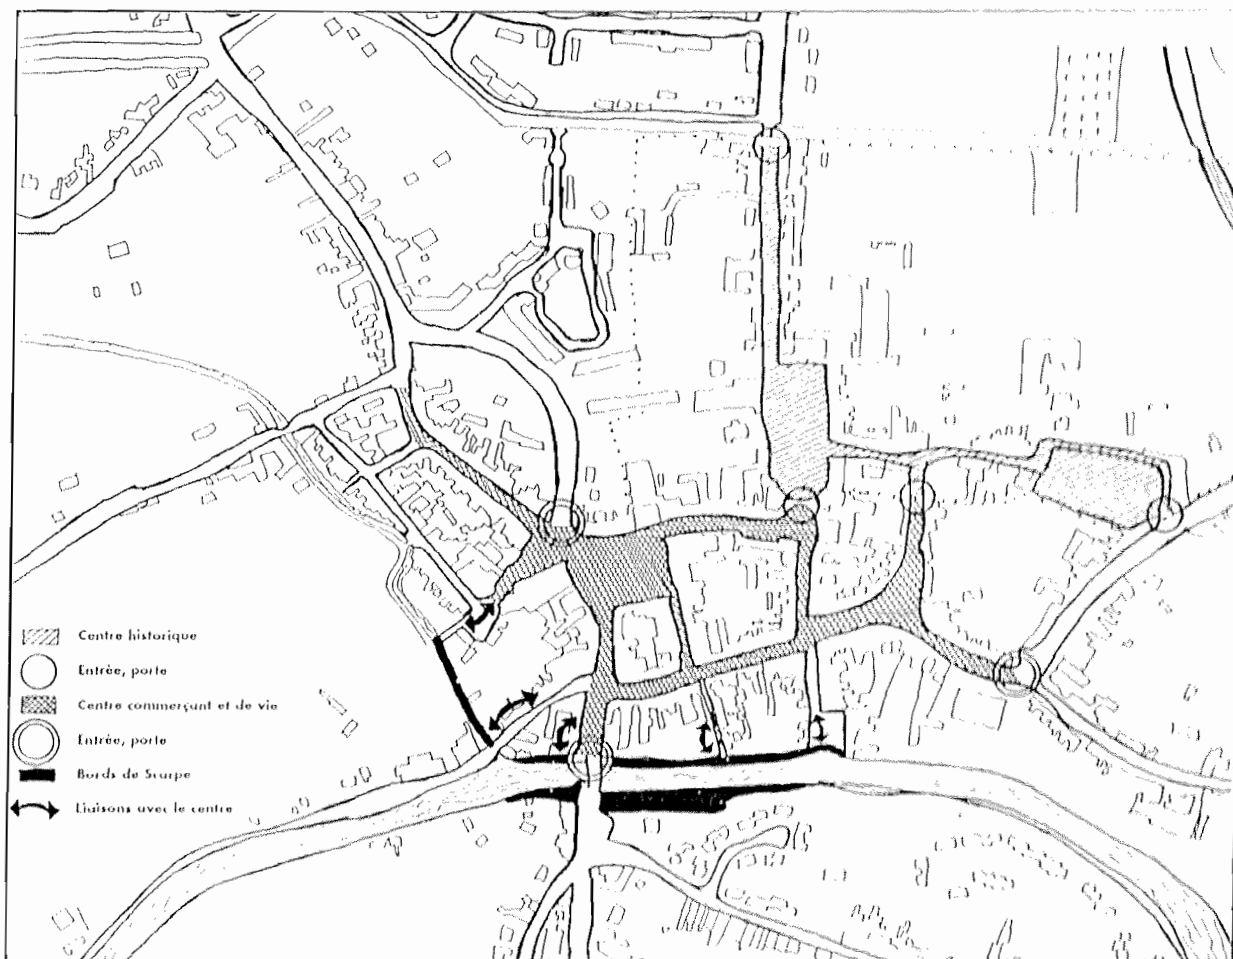 Centre historique
Entrée, porte
Centre commerçant et de vie
Entrée, porte
Bords de Scarpe
Liaisons avec le centre